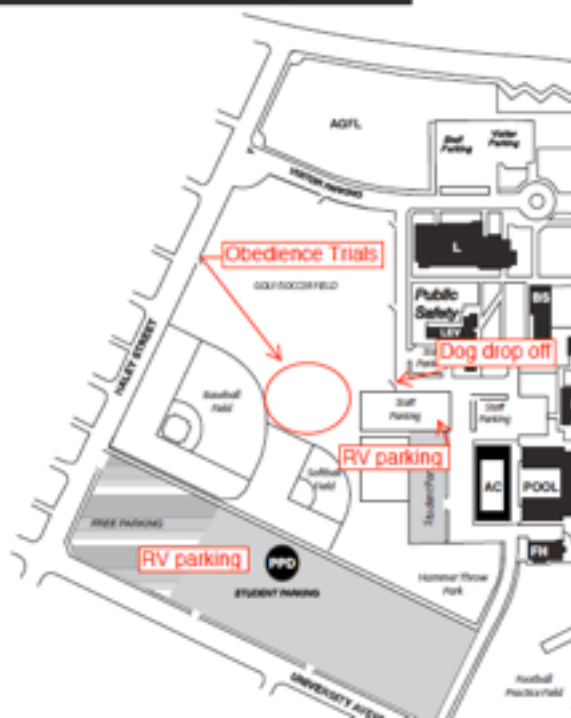 AGFL
Staff
Parking
Visitor
Parking
VISITOR PARKING
L
Obedience Trials
GOLF/SOCCER FIELD
Public
Safety
BS
LEV
Dog drop off
HALEY STREET
Baseball
Field
Staff
Parking
Staff
Parking
RV parking
Softball
Field
AC
POOL
FREE PARKING
RV parking
PPD
STUDENT PARKING
FH
Hammer Throw
Park
UNIVERSITY
Football
Practice Field